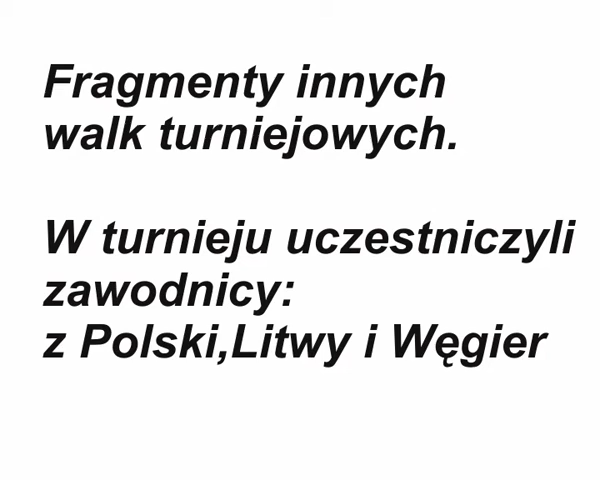 Fragmenty innych
walk turniejowych.
W turnieju uczestniczyli
zawodnicy:
z Polski,Litwy i Węgier